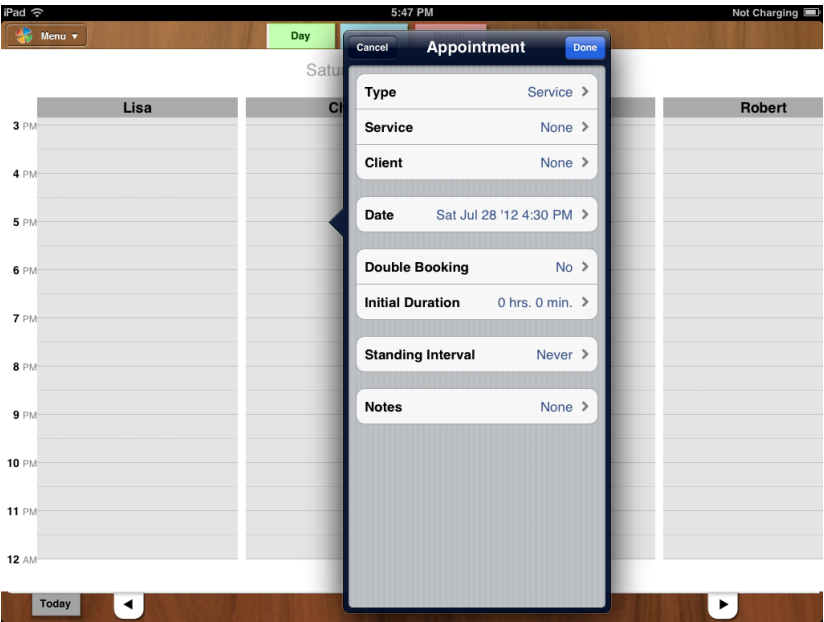 iPad 5:47 PM Not Charging
Menu ▼ Day
Cancel Appointment Done
Satu
Lisa Ch Robert
Type Service
Service None
Client None
Date Sat Jul 28 '12 4:30 PM
Double Booking No
Initial Duration 0 hrs. 0 min.
Standing Interval Never
Notes None
3 PM
4 PM
5 PM
6 PM
7 PM
8 PM
9 PM
10 PM
11 PM
12 AM
Today